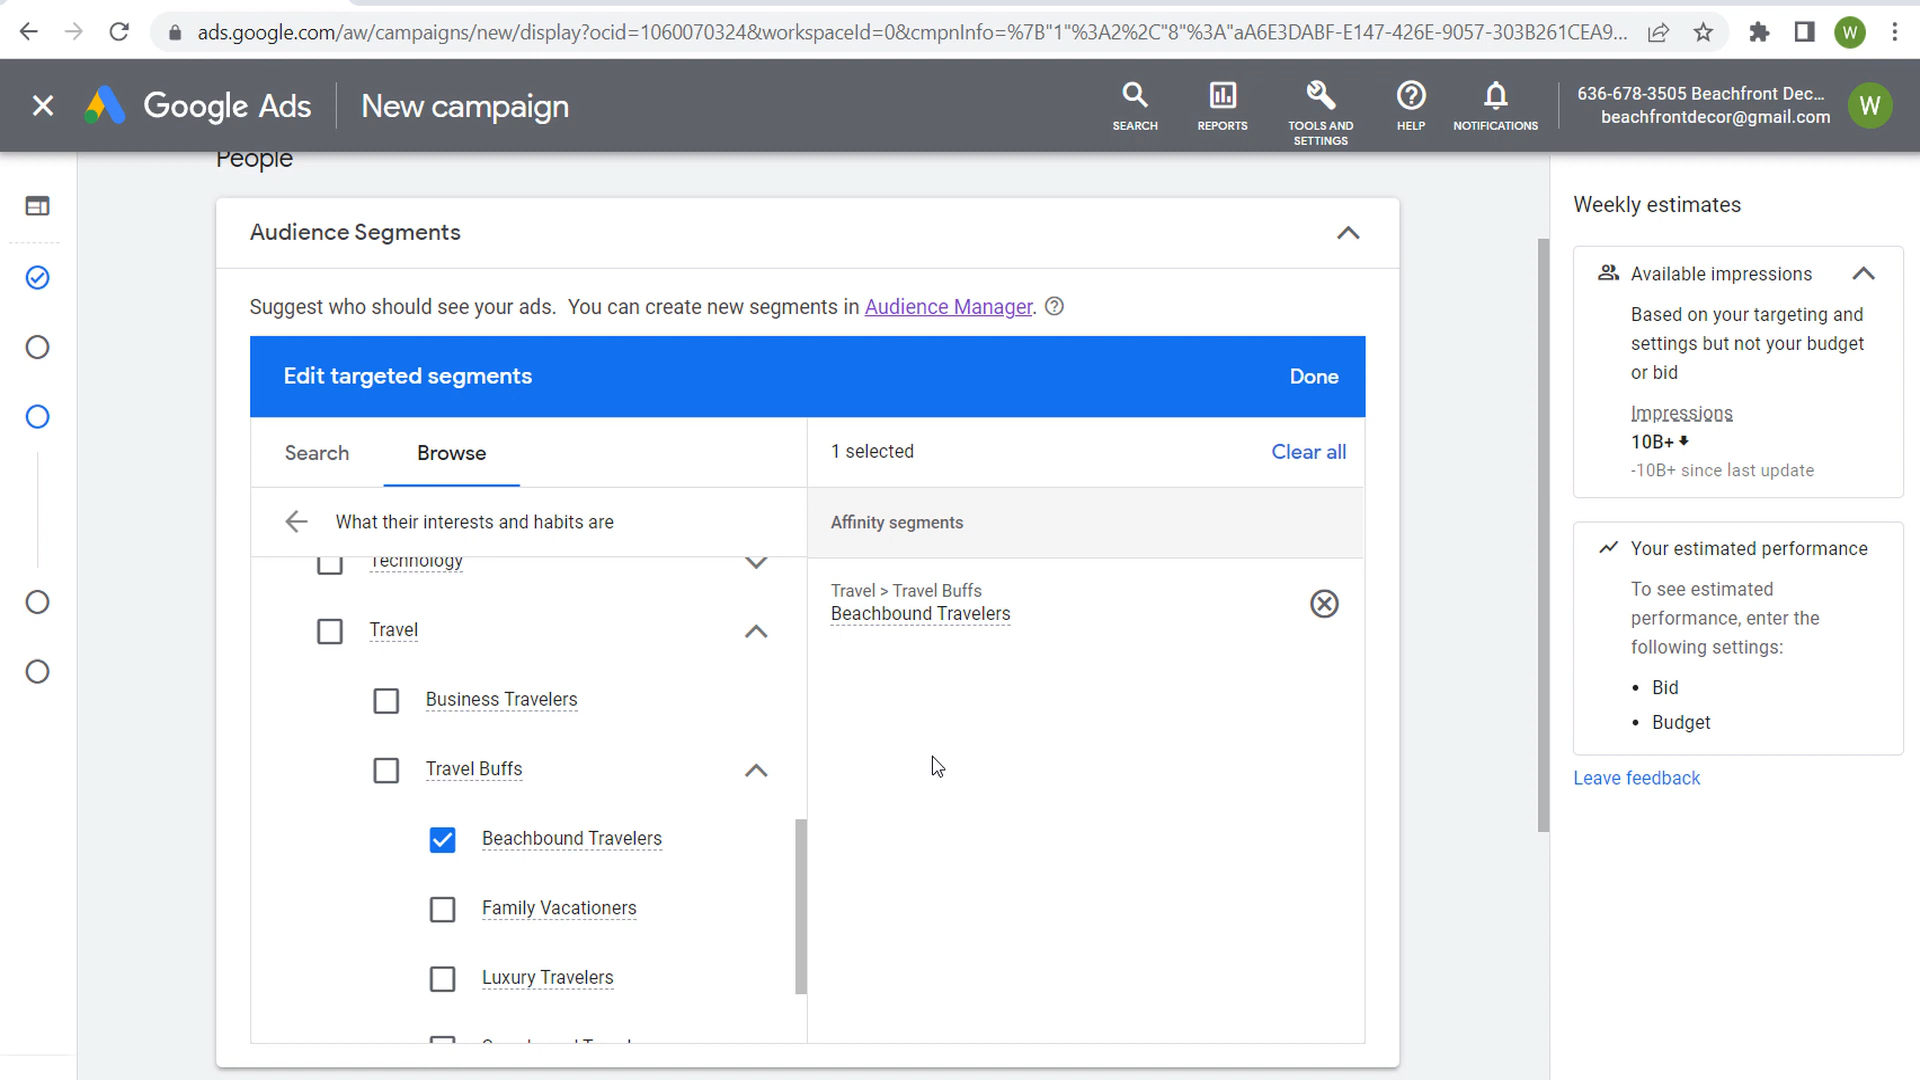 ads.google.com/aw/campaigns/new/display?ocid=1060070324&workspaceId=0&cmpnInfo=%7B"1"%3A2%2C"8"%3A"aA6E3DABF-E147-426E-9057-303B261CEA9...
W
Google Ads
New campaign
SEARCH
REPORTS
TOOLS AND
SETTINGS
HELP
NOTIFICATIONS
636-678-3505 Beachfront Dec...
beachfrontdecor@gmail.com
W
People
Audience Segments
Suggest who should see your ads. You can create new segments in Audience Manager.
Edit targeted segments
Done
Search
Browse
1 selected
Clear all
What their interests and habits are
Affinity segments
Technology
Travel
Business Travelers
Travel Buffs
Beachbound Travelers
Family Vacationers
Luxury Travelers
Travel > Travel Buffs
Beachbound Travelers
Weekly estimates
Available impressions
Based on your targeting and
settings but not your budget
or bid
Impressions
10B+
-10B+ since last update
Your estimated performance
To see estimated
performance, enter the
following settings:
• Bid
• Budget
Leave feedback